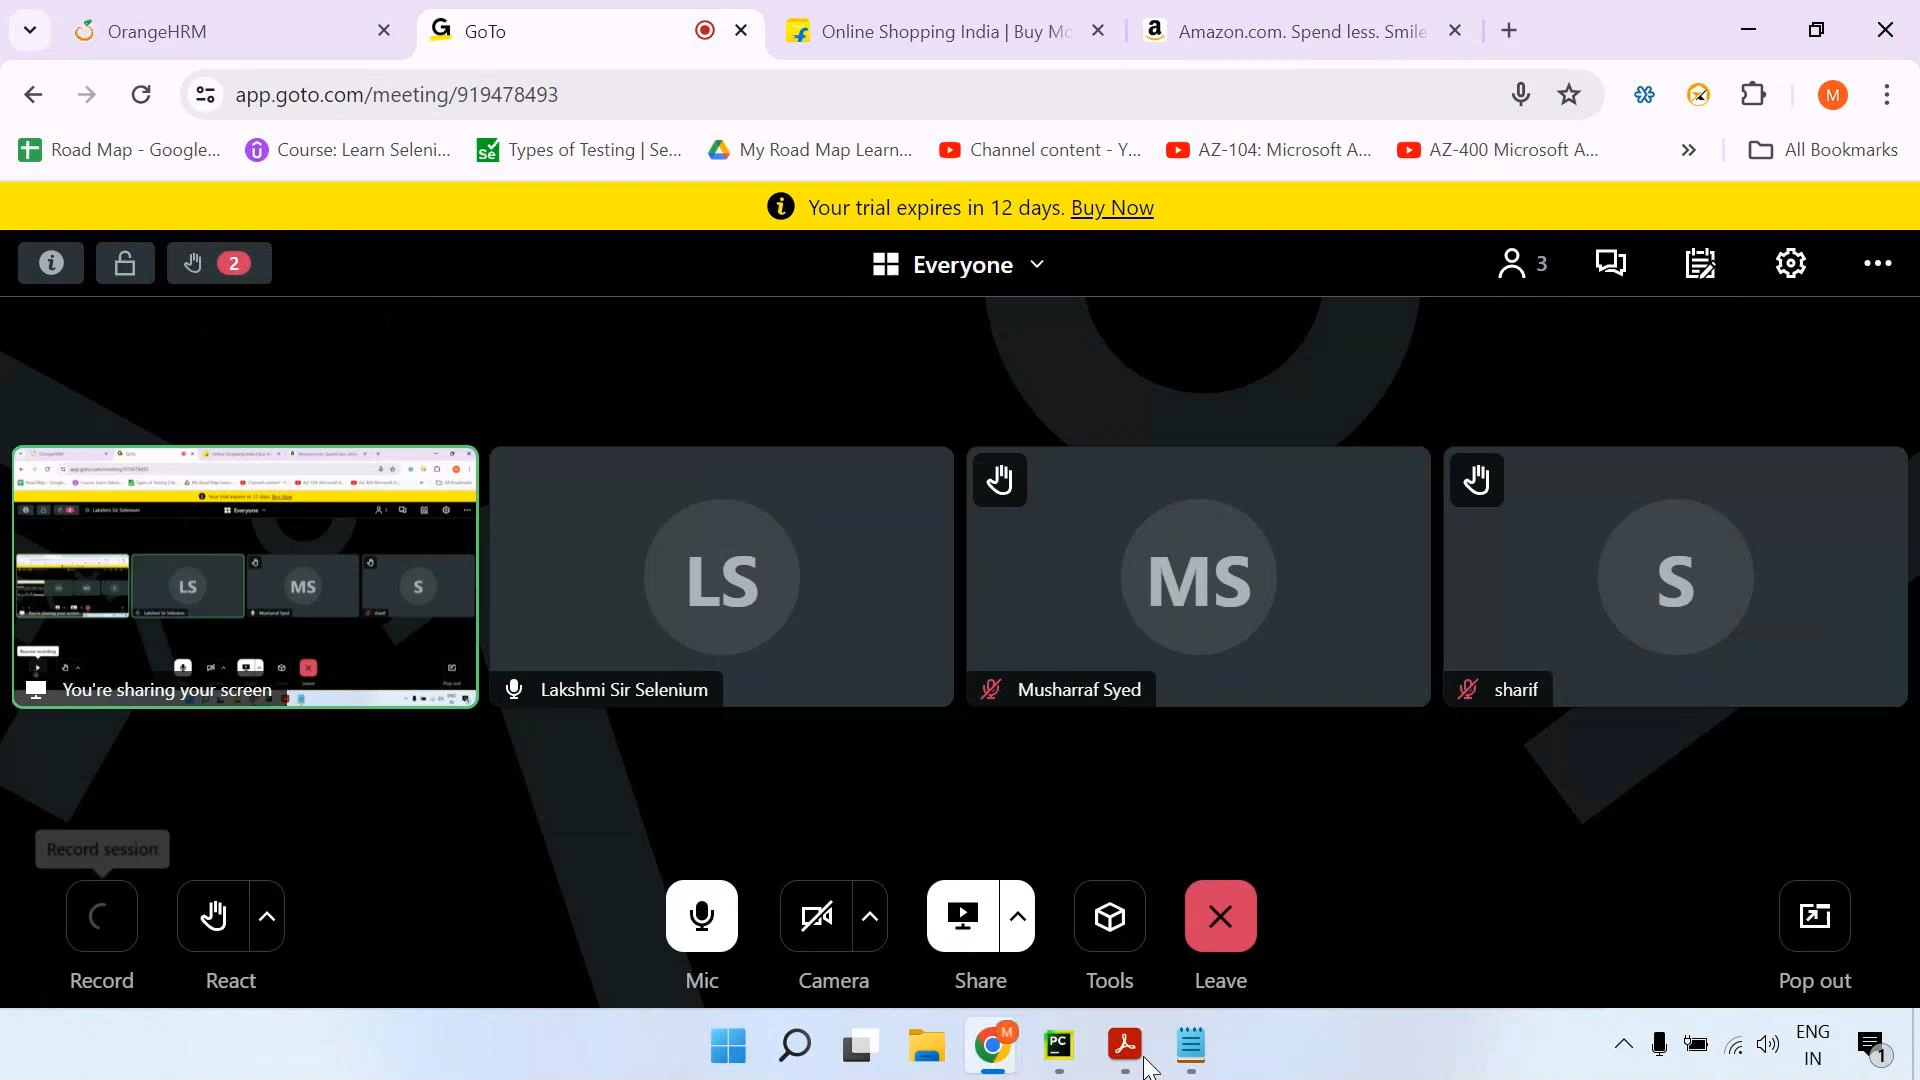 OrangeHRM
GoTo
Online Shopping India | Buy Mo
Amazon.com. Spend less. Smile
app.goto.com/meeting/919478493
M
Road Map - Google...
Course: Learn Seleni...
Types of Testing | Se...
My Road Map Learn...
Channel content - Y...
AZ-104: Microsoft A...
AZ-400 Microsoft A...
All Bookmarks
Your trial expires in 12 days. Buy Now
2
Everyone
3
LS
MS
S
You're sharing your screen
Lakshmi Sir Selenium
Musharraf Syed
sharif
Record session
Record
React
Mic
Camera
Share
Tools
Leave
Pop out
M
PC
ENG
IN
1